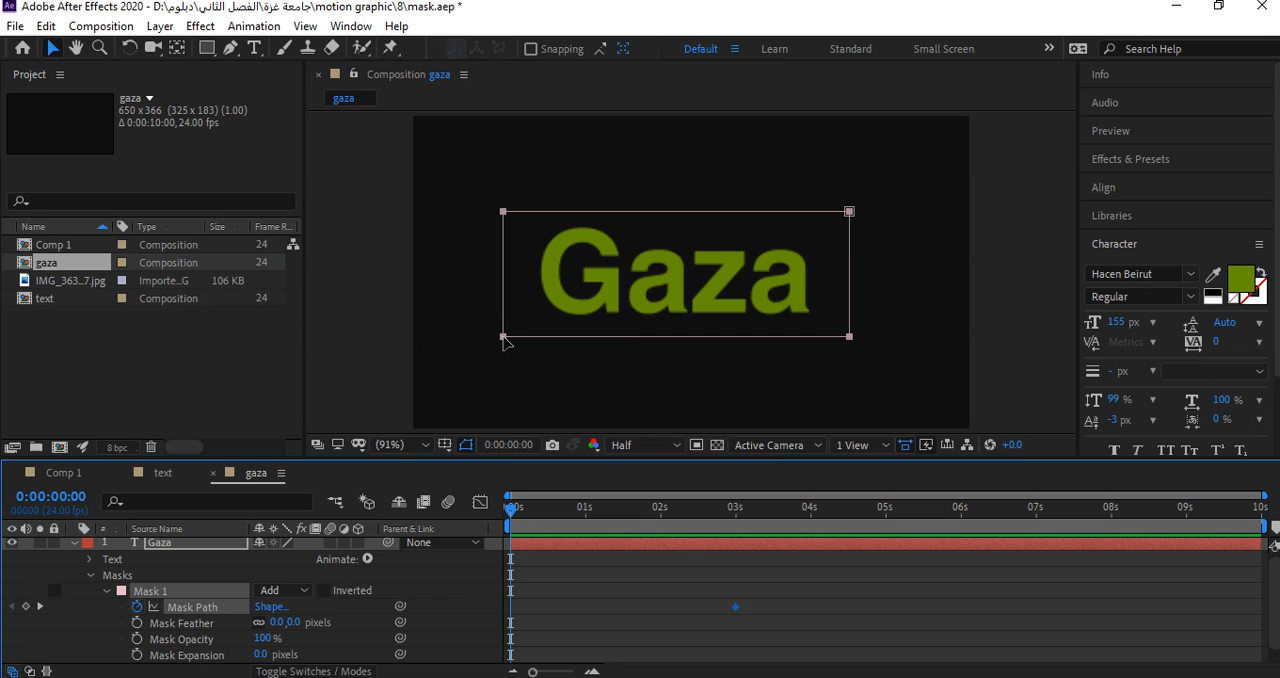 Adobe After Effects 2020 - D:\جامعة غزة\الفصل الثاني\دبلوم\motion graphic\8\mask.aep *
File Edit Composition Layer Effect Animation View Window Help
Snapping
Default Learn Standard Small Screen
Search Help
Project
gaza
650 x 366 (325 x 183) (1.00)
Δ 0:00:10:00, 24.00 fps
Name Type Size Frame R...
Comp 1 Composition 24
gaza Composition 24
IMG_363...7.jpg Importe...G 106 KB
text Composition 24
8 bpc
Composition gaza
gaza
Gaza
(91%) 0:00:00:00 Half Active Camera 1 View +0.0
Info
Audio
Preview
Effects & Presets
Align
Libraries
Character
Hacen Beirut
Regular
155 px Auto
Metrics 0
- px
99 % 100 %
-3 px 0 %
T T TT Tт T¹ T₁
Comp 1 text gaza
0:00:00:00
00000 (24.00 fps)
:00s 01s 02s 03s 04s 05s 06s 07s 08s 09s 10s
# Source Name Parent & Link
1 T Gaza None
Text Animate:
Masks
Mask 1 Add Inverted
Mask Path Shape...
Mask Feather 0.0,0.0 pixels
Mask Opacity 100 %
Mask Expansion 0.0 pixels
Toggle Switches / Modes